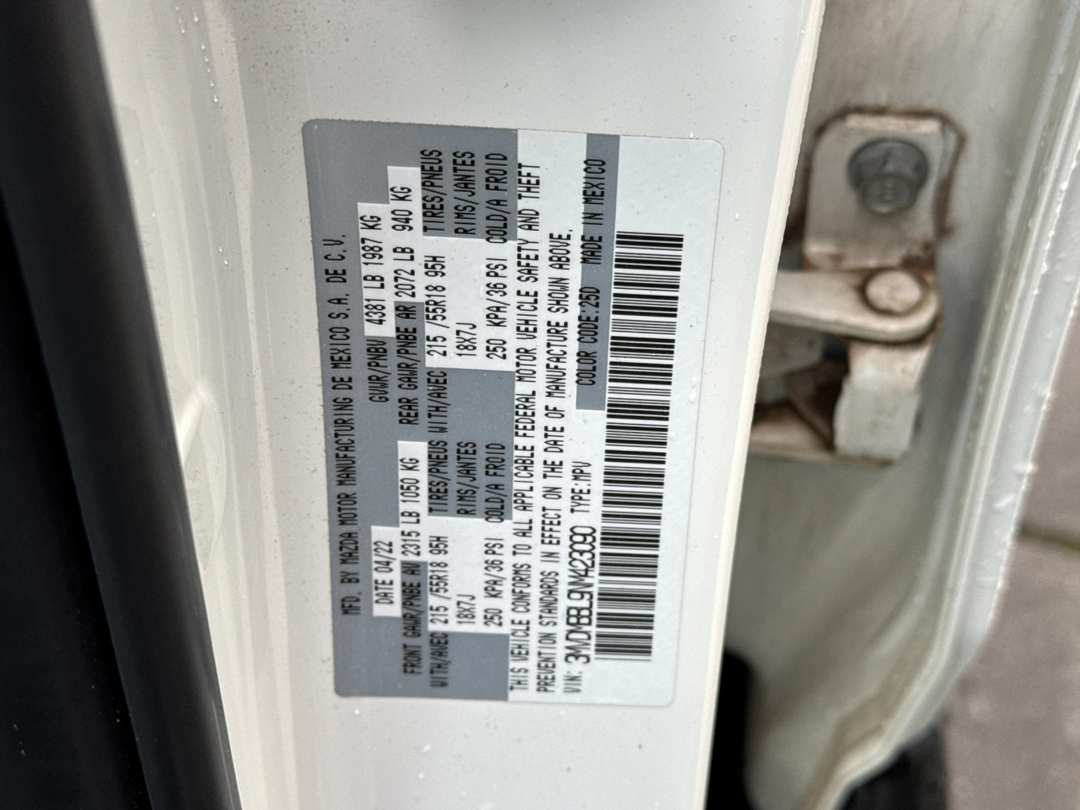 MFD. BY MAZDA MOTOR MANUFACTURING DE MEXICO S.A. DE C.V.
DATE 04/22 GVWR/PNBV 4381 LB 1987 KG
FRONT GAWR/PNBE AV 2315 LB 1050 KG REAR GAWR/PNBE AR 2072 LB 940 KG
WITH/AVEC 215 /55R18 95H TIRES/PNEUS WITH/AVEC 215 /55R18 95H TIRES/PNEUS
18X7J RIMS/JANTES 18X7J RIMS/JANTES
250 KPA/36 PSI COLD/A FROID 250 KPA/36 PSI COLD/A FROID
THIS VEHICLE CONFORMS TO ALL APPLICABLE FEDERAL MOTOR VEHICLE SAFETY AND THEFT
PREVENTION STANDARDS IN EFFECT ON THE DATE OF MANUFACTURE SHOWN ABOVE.
VIN: 3MVDMBBL9NM423090 TYPE:MPV COLOR CODE:25D MADE IN MEXICO